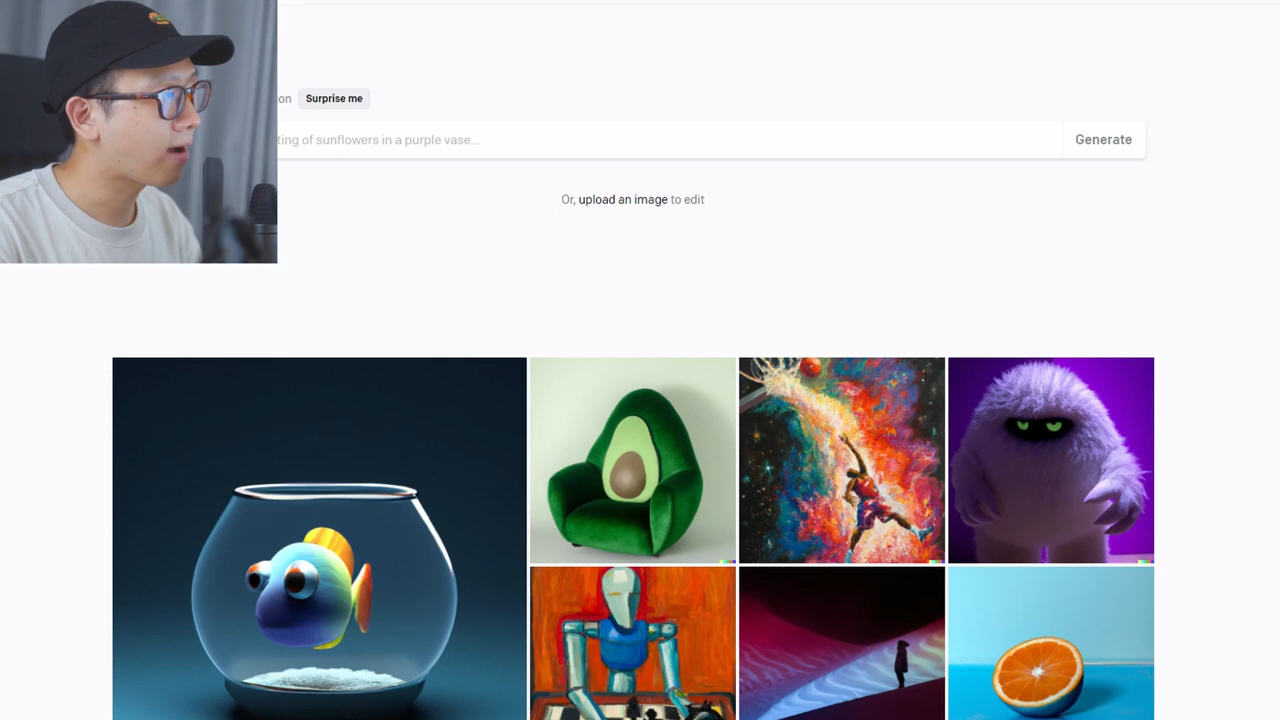 on Surprise me
ting of sunflowers in a purple vase... Generate
Or, upload an image to edit